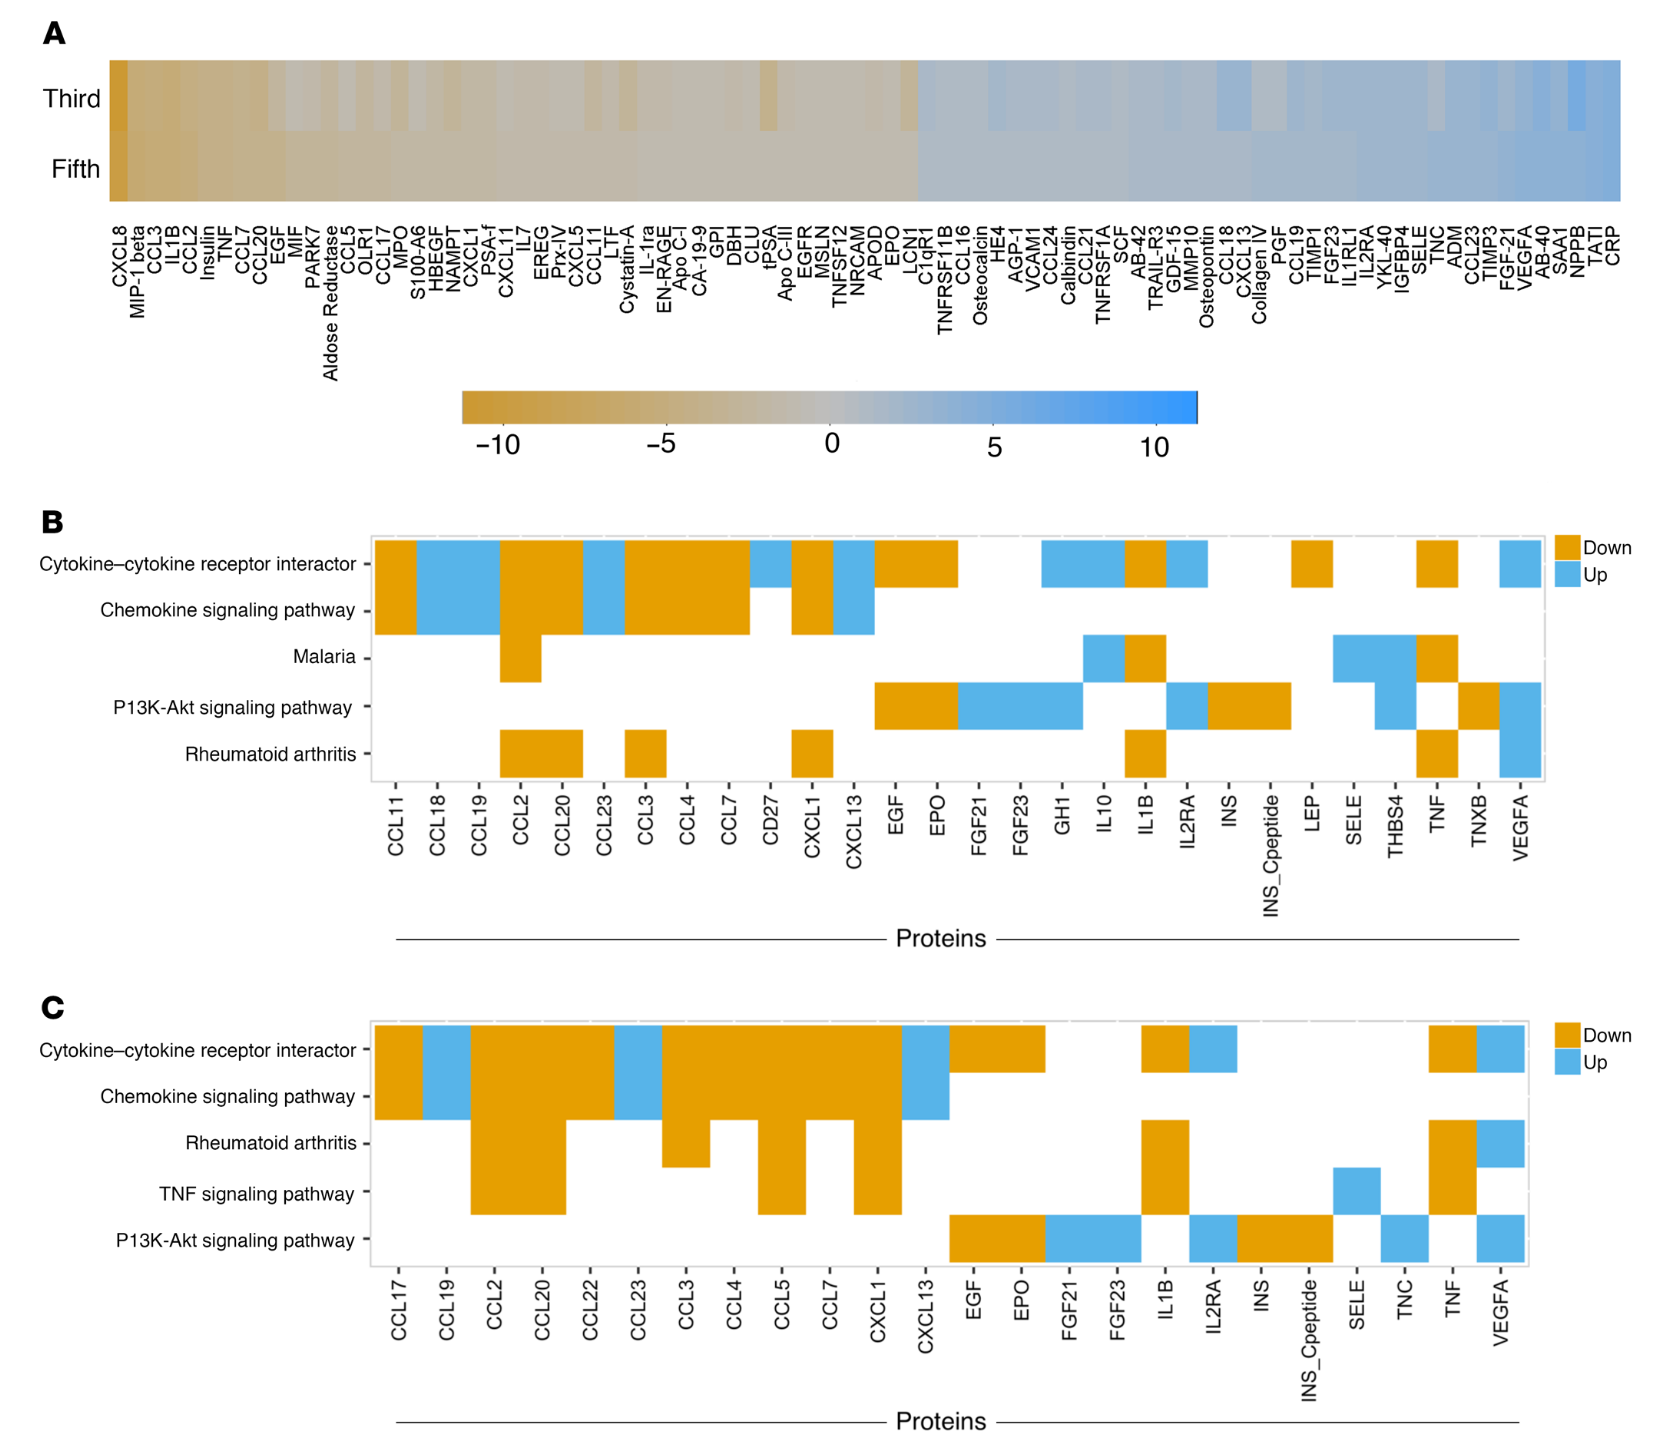 A
Third
Fifth
CXCL8
MIP-1 beta
CCL3
IL1B
CCL2
Insulin
TNF
CCL7
CCL20
EGF
MIF
PARK7
Aldose Reductase
CCL5
OLR1
CCL17
MPO
S100-A6
HBEGF
NAMPT
CXCL1
PSA-f
CXCL11
IL7
EREG
Prx-IV
CXCL5
CCL11
LTF
Cystatin-A
IL-1ra
EN-RAGE
Apo C-I
CA-19-9
GPI
DBH
CLU
tPSA
Apo C-III
EGFR
MSLN
TNFSF12
NRCAM
APOD
EPO
LCN1
C1qR1
TNFRSF11B
CCL16
Osteocalcin
HE4
AGP-1
VCAM1
CCL24
Calbindin
CCL21
TNFRSF1A
SCF
AB-42
TRAIL-R3
GDF-15
MMP10
Osteopontin
CCL18
CXCL13
Collagen IV
PGF
CCL19
TIMP1
FGF23
IL1RL1
IL2RA
YKL-40
IGFBP4
SELE
TNC
ADM
CCL23
TIMP3
FGF-21
VEGFA
AB-40
SAA1
NPPB
TATI
CRP
−10 −5 0 5 10
B
Cytokine–cytokine receptor interactor
Chemokine signaling pathway
Malaria
P13K-Akt signaling pathway
Rheumatoid arthritis
Down
Up
CCL11
CCL18
CCL19
CCL2
CCL20
CCL23
CCL3
CCL4
CCL7
CD27
CXCL1
CXCL13
EGF
EPO
FGF21
FGF23
GH1
IL10
IL1B
IL2RA
INS
INS_Cpeptide
LEP
SELE
THBS4
TNF
TNXB
VEGFA
Proteins
C
Cytokine–cytokine receptor interactor
Chemokine signaling pathway
Rheumatoid arthritis
TNF signaling pathway
P13K-Akt signaling pathway
Down
Up
CCL17
CCL19
CCL2
CCL20
CCL22
CCL23
CCL3
CCL4
CCL5
CCL7
CXCL1
CXCL13
EGF
EPO
FGF21
FGF23
IL1B
IL2RA
INS
INS_Cpeptide
SELE
TNC
TNF
VEGFA
Proteins